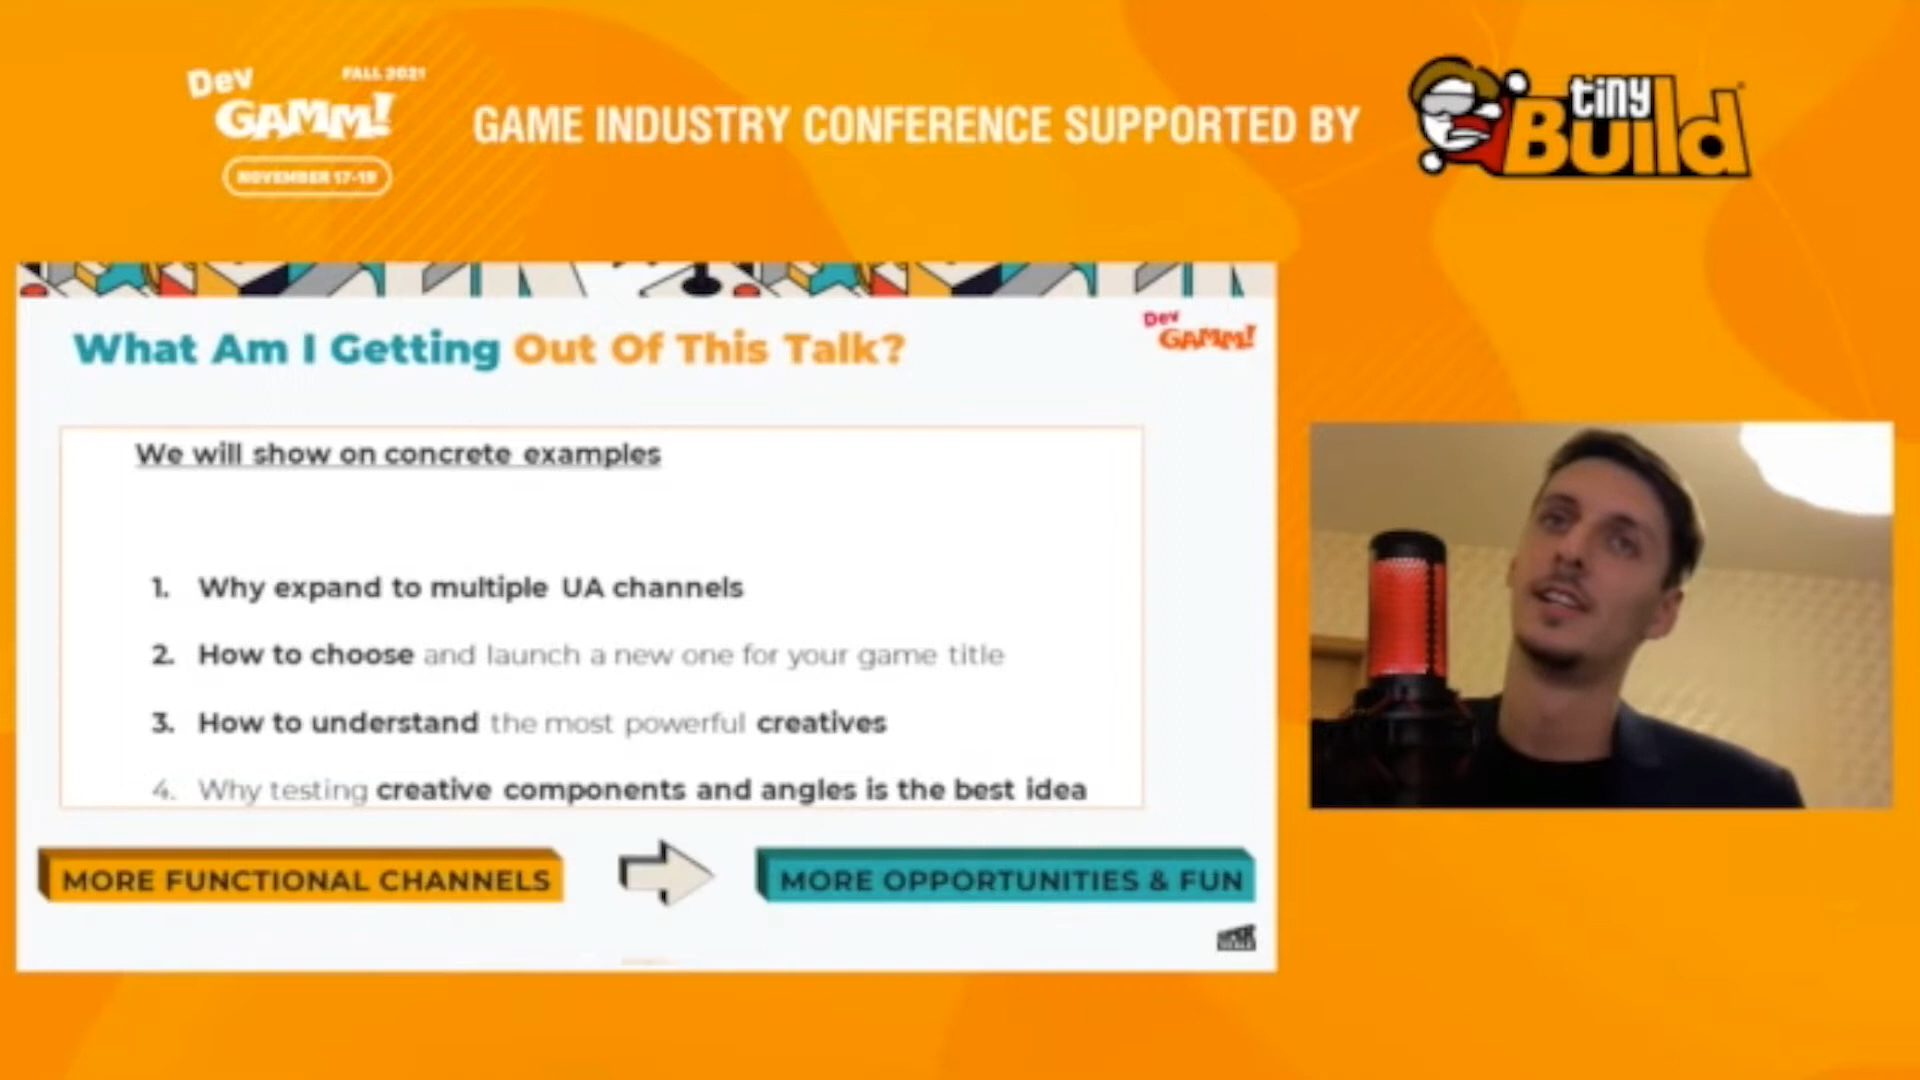 Dev
GAMM!
FALL 2021
NOVEMBER 17-19
GAME INDUSTRY CONFERENCE SUPPORTED BY
tiny
Build
What Am I Getting Out Of This Talk?
Dev
GAMM!
We will show on concrete examples
1. Why expand to multiple UA channels
2. How to choose and launch a new one for your game title
3. How to understand the most powerful creatives
4. Why testing creative components and angles is the best idea
MORE FUNCTIONAL CHANNELS
MORE OPPORTUNITIES & FUN
SUPER
SCALE